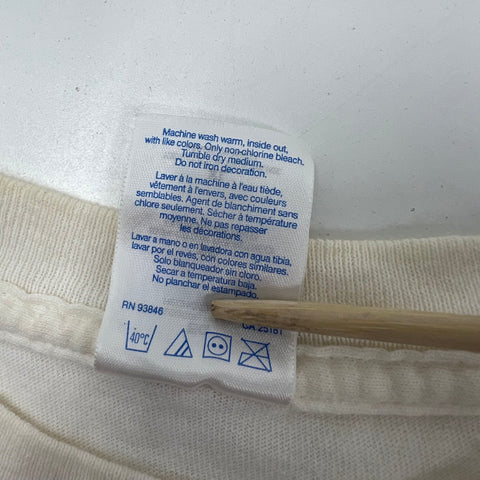 Machine wash warm, inside out,
with like colors. Only non-chlorine bleach.
Tumble dry medium.
Do not iron decoration.
Laver à la machine à l'eau tiède,
vêtement à l'envers, avec couleurs
semblables. Agent de blanchiment sans
chlore seulement. Sécher à température
moyenne. Ne pas repasser
les décorations.
Lavar a mano o en lavadora con agua tibia,
lavar por el revés, con colores similares.
Solo blanqueador sin cloro.
Secar a temperatura baja.
No planchar el estampado.
RN 93846
CA 25161
40°C